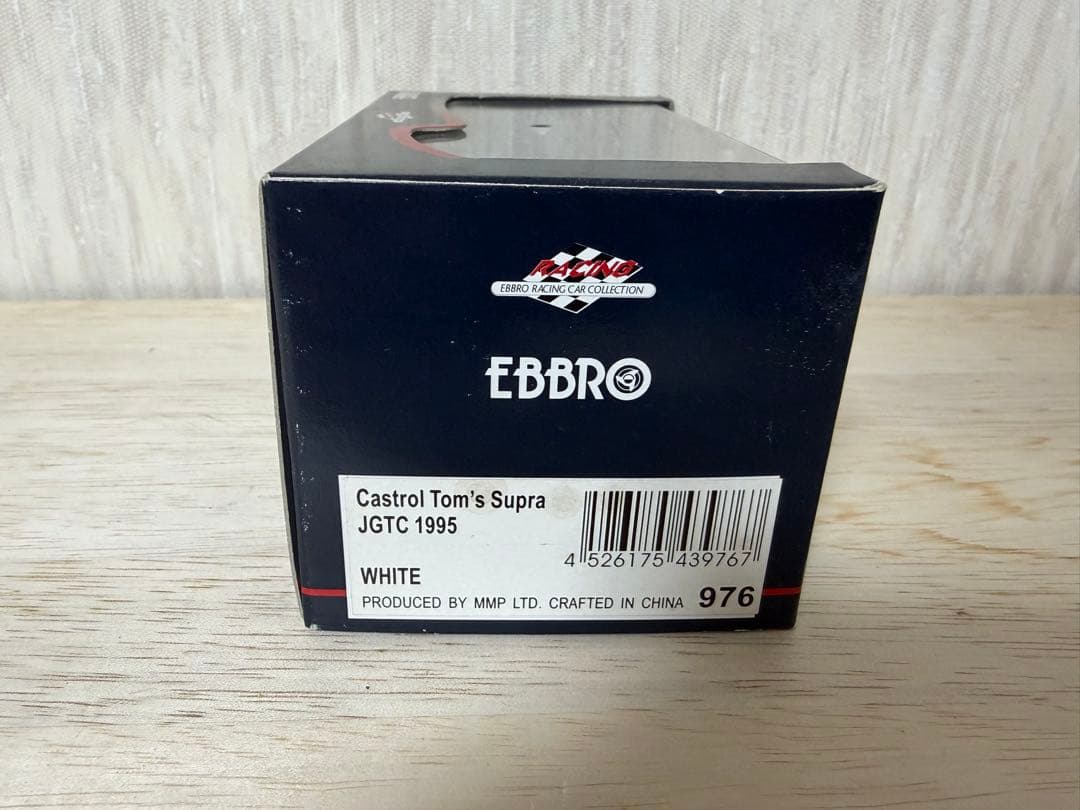 RACING
EBBRO RACING CAR COLLECTION
EBBRO
Castrol Tom's Supra
JGTC 1995
4 526175 439767
WHITE
PRODUCED BY MMP LTD. CRAFTED IN CHINA 976